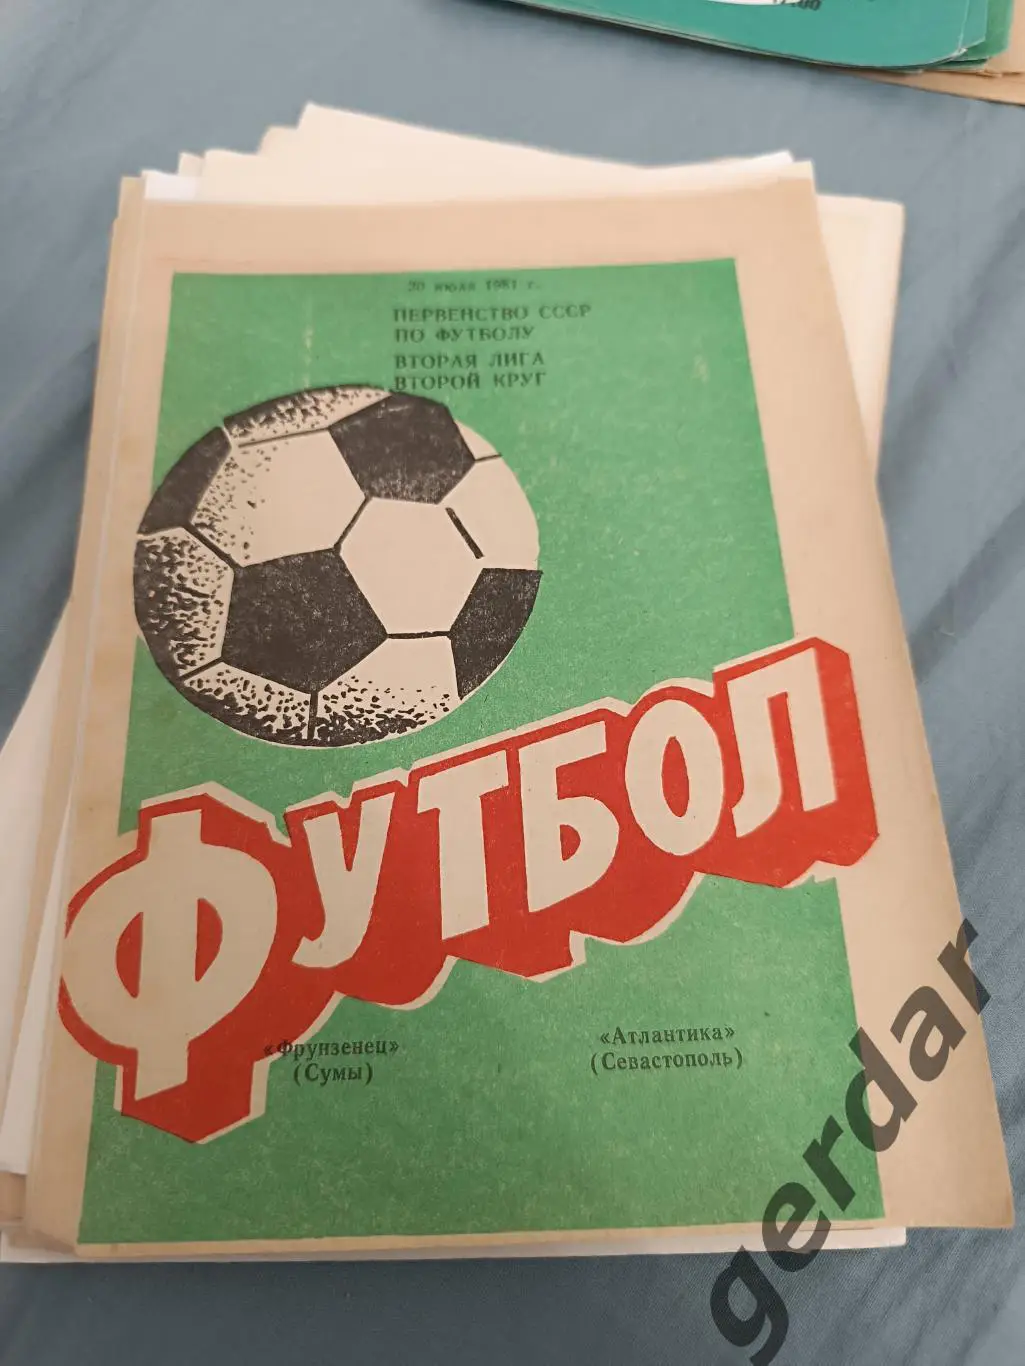 20 июля 1981 г.
ПЕРВЕНСТВО СССР
ПО ФУТБОЛУ
ВТОРАЯ ЛИГА
ВТОРОЙ КРУГ
ФУТБОЛ
«Фрунзенец»
(Сумы)
«Атлантика»
(Севастополь)
gerdar